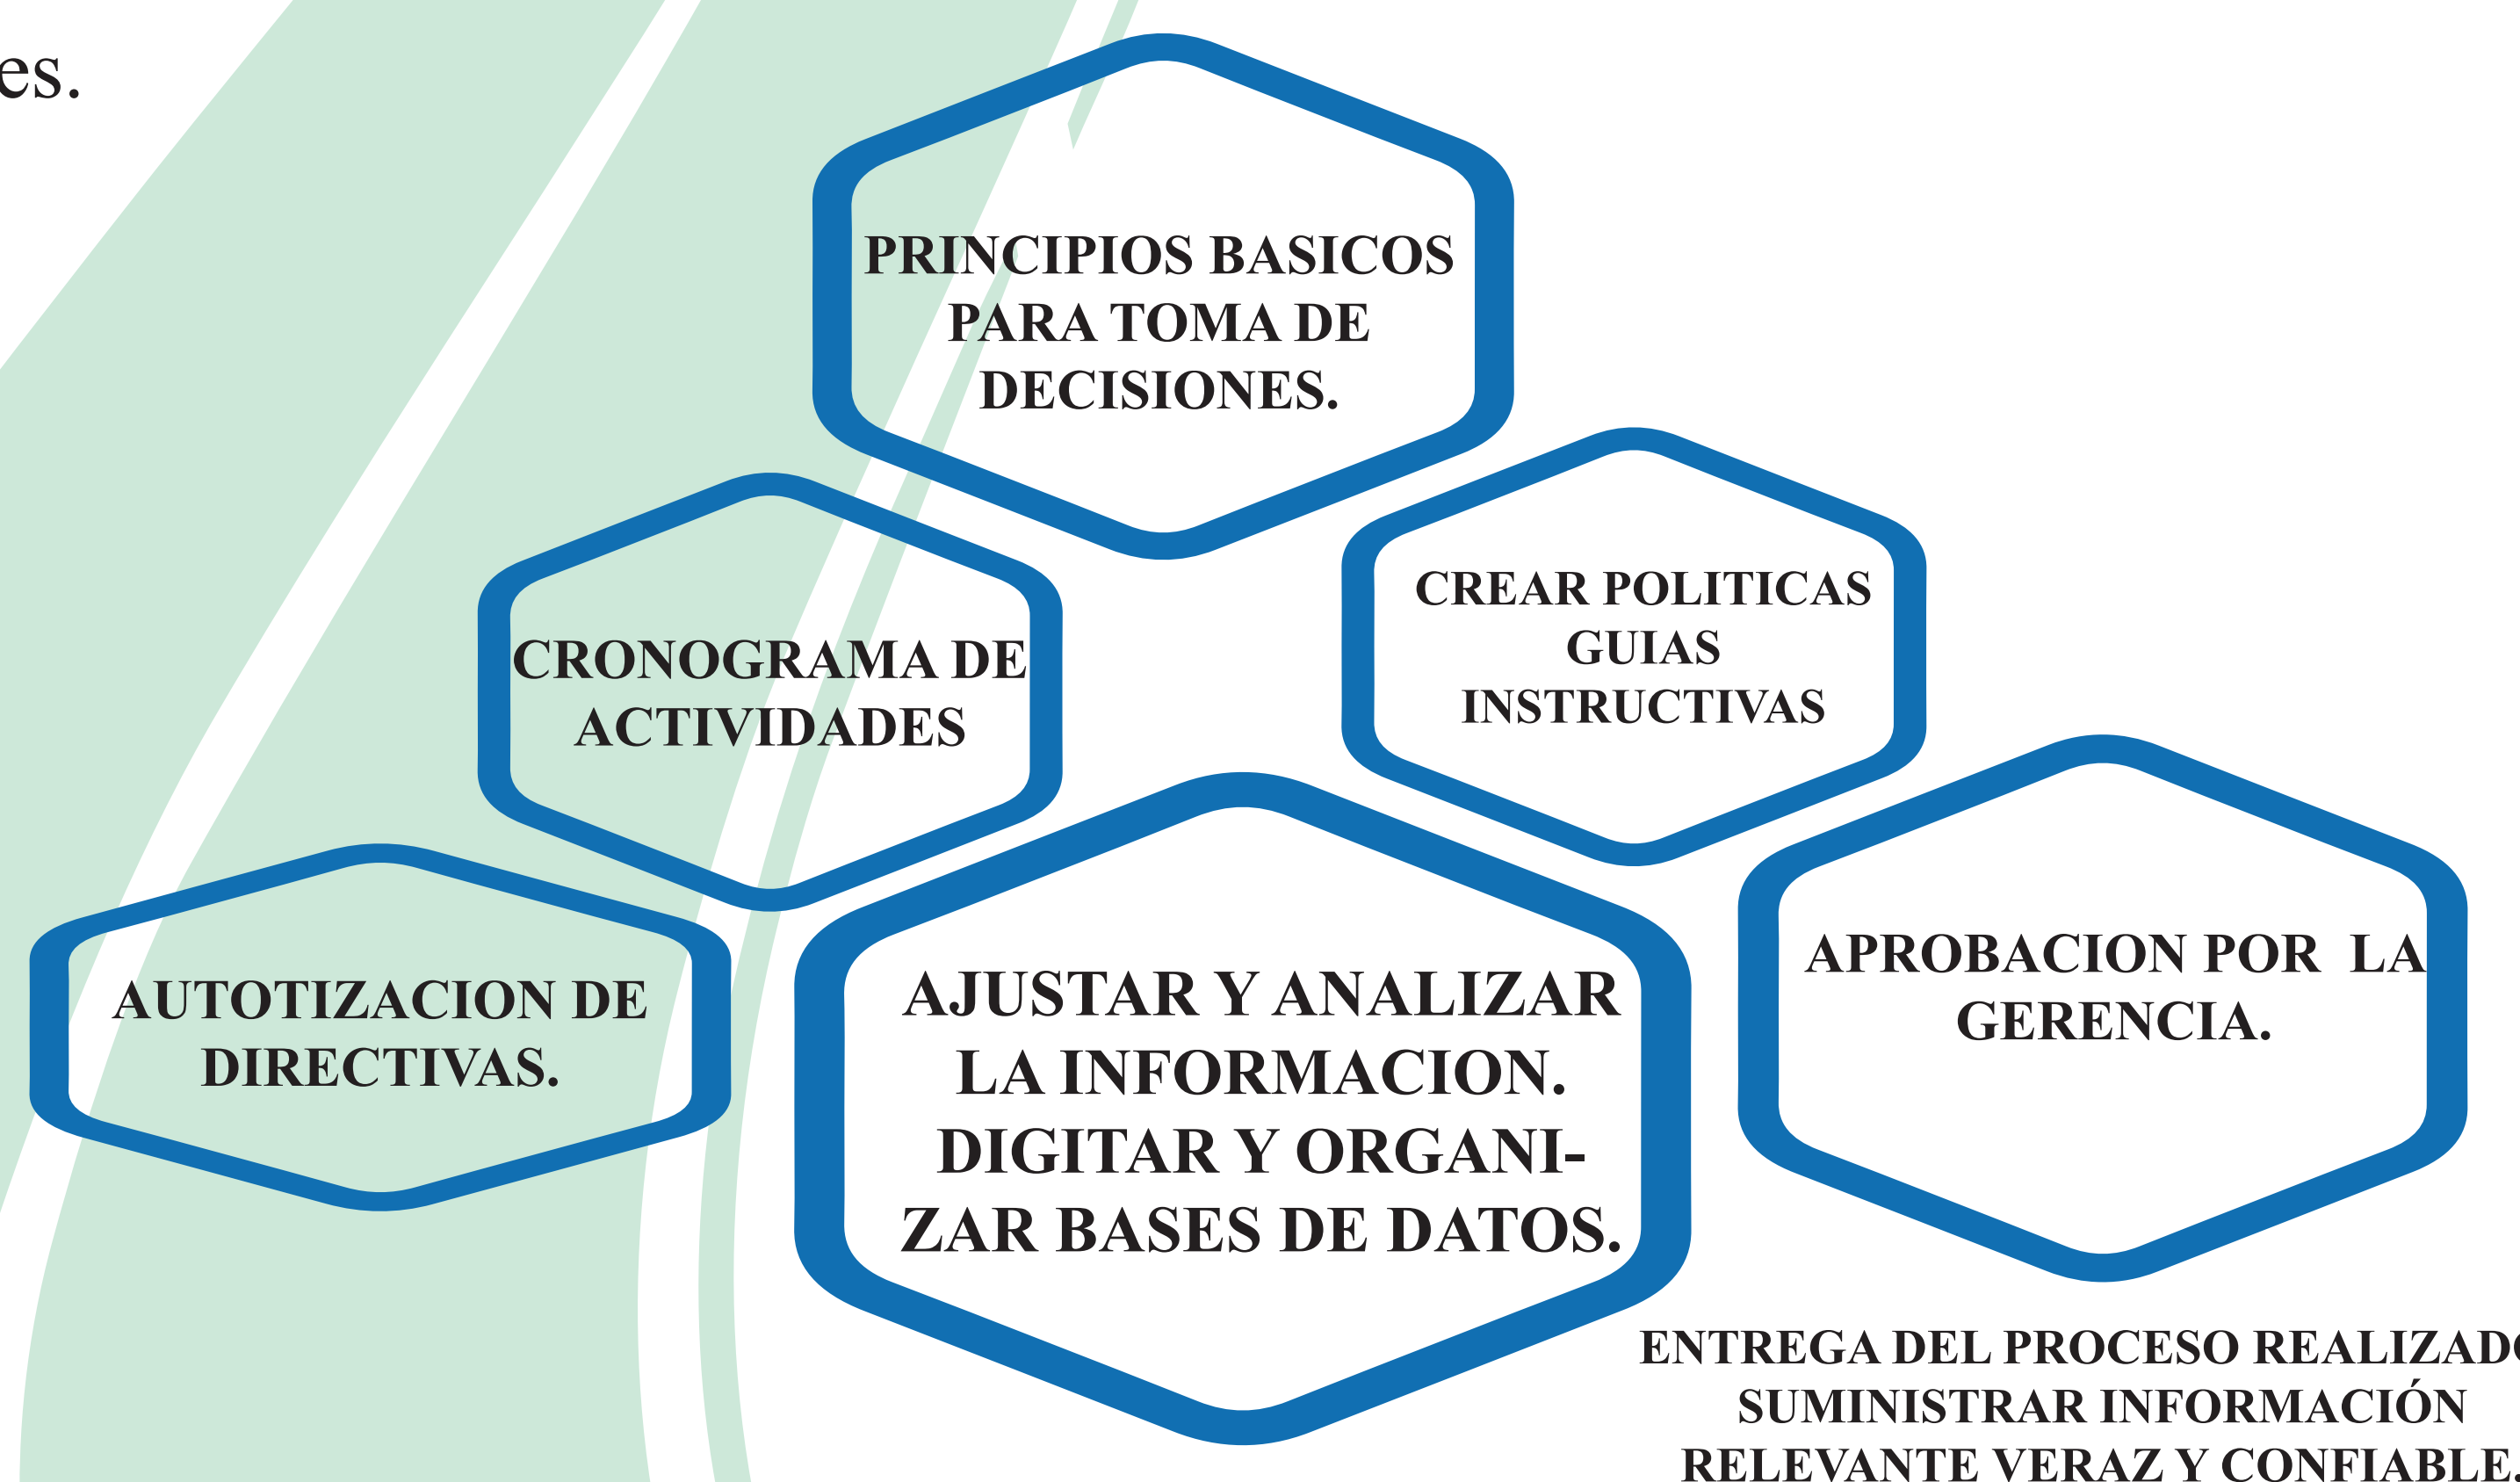 es.
PRINCIPIOS BASICOS
PARA TOMA DE
DECISIONES.
CREAR POLITICAS
GUIAS
INSTRUCTIVAS
CRONOGRAMA DE
ACTIVIDADES
AUTOTIZACION DE
DIRECTIVAS.
AJUSTAR Y ANALIZAR
LA INFORMACION.
DIGITAR Y ORGANI-
ZAR BASES DE DATOS.
APROBACION POR LA
GERENCIA.
ENTREGA DEL PROCESO REALIZADO
SUMINISTRAR INFORMACIÓN
RELEVANTE VERAZ Y CONFIABLE